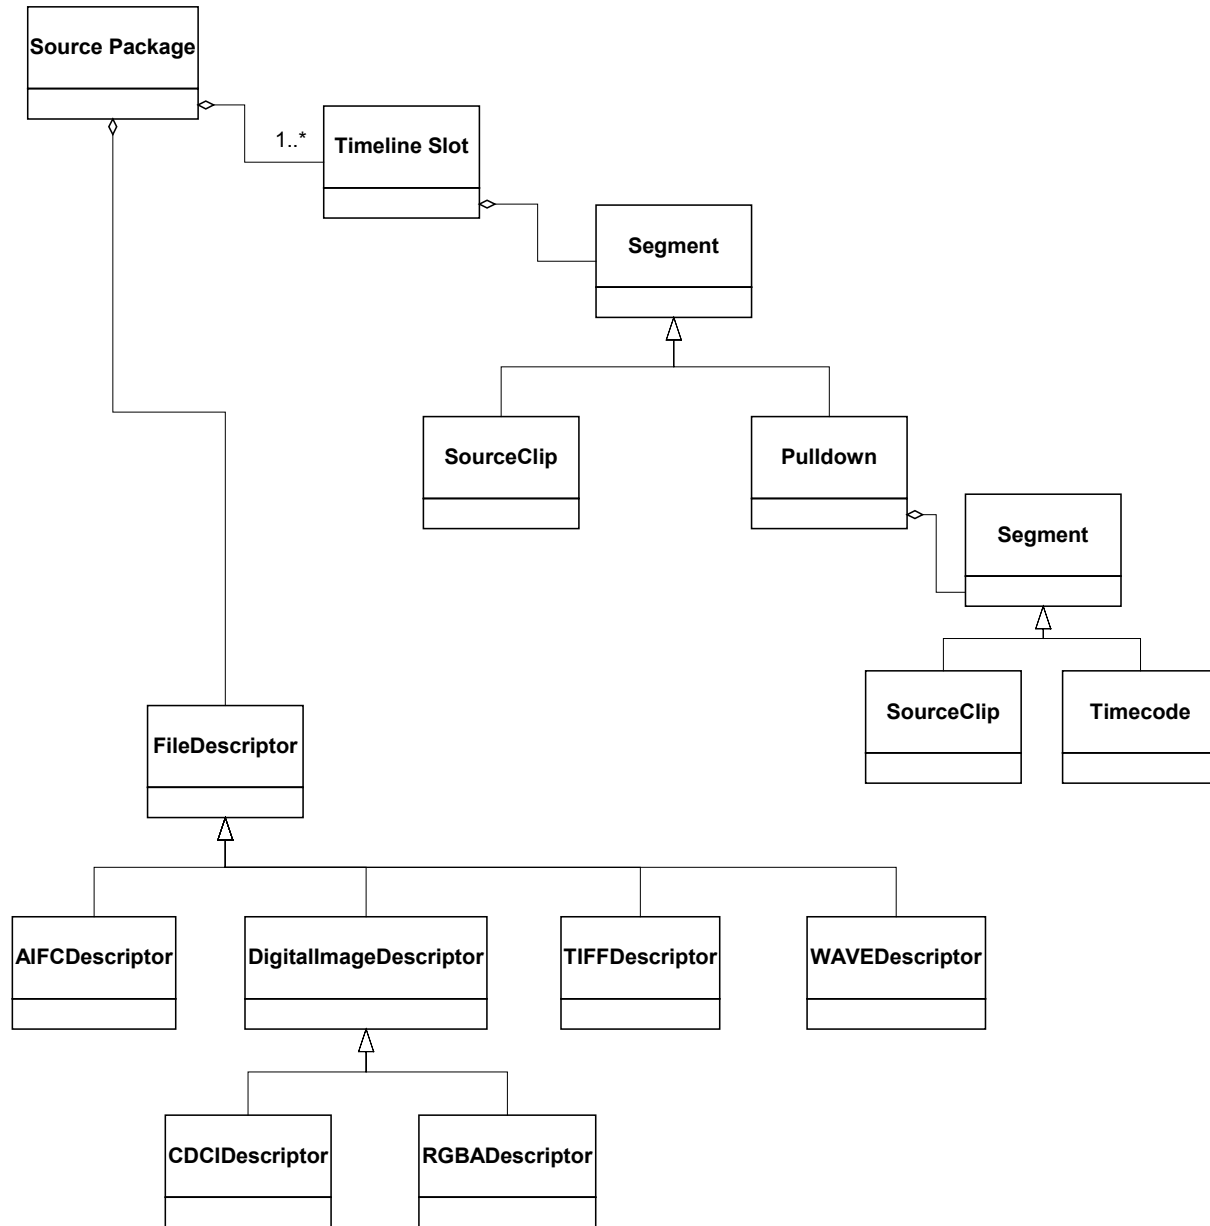 Source Package
1..*
Timeline Slot
Segment
SourceClip
Pulldown
Segment
SourceClip
Timecode
FileDescriptor
AIFCDescriptor
DigitalImageDescriptor
TIFFDescriptor
WAVEDescriptor
CDCIDescriptor
RGBADescriptor